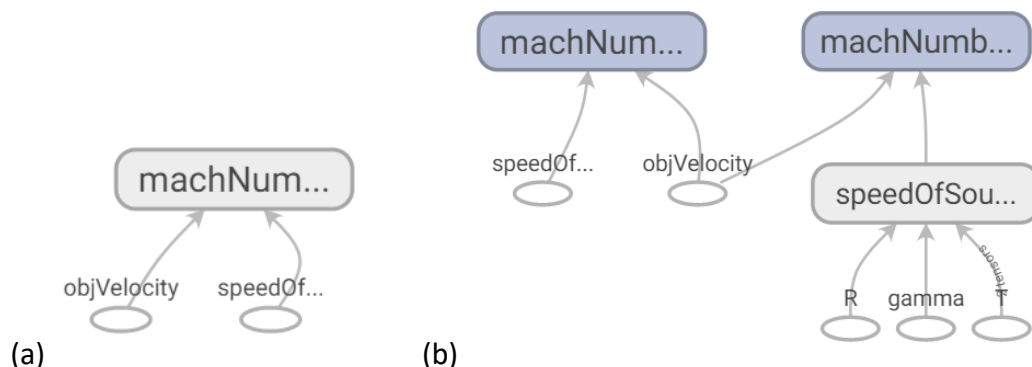 machNum...
objVelocity
speedOf...
(a)
machNum...
machNumb...
speedOf...
objVelocity
speedOfSou...
R
gamma
T
(b)